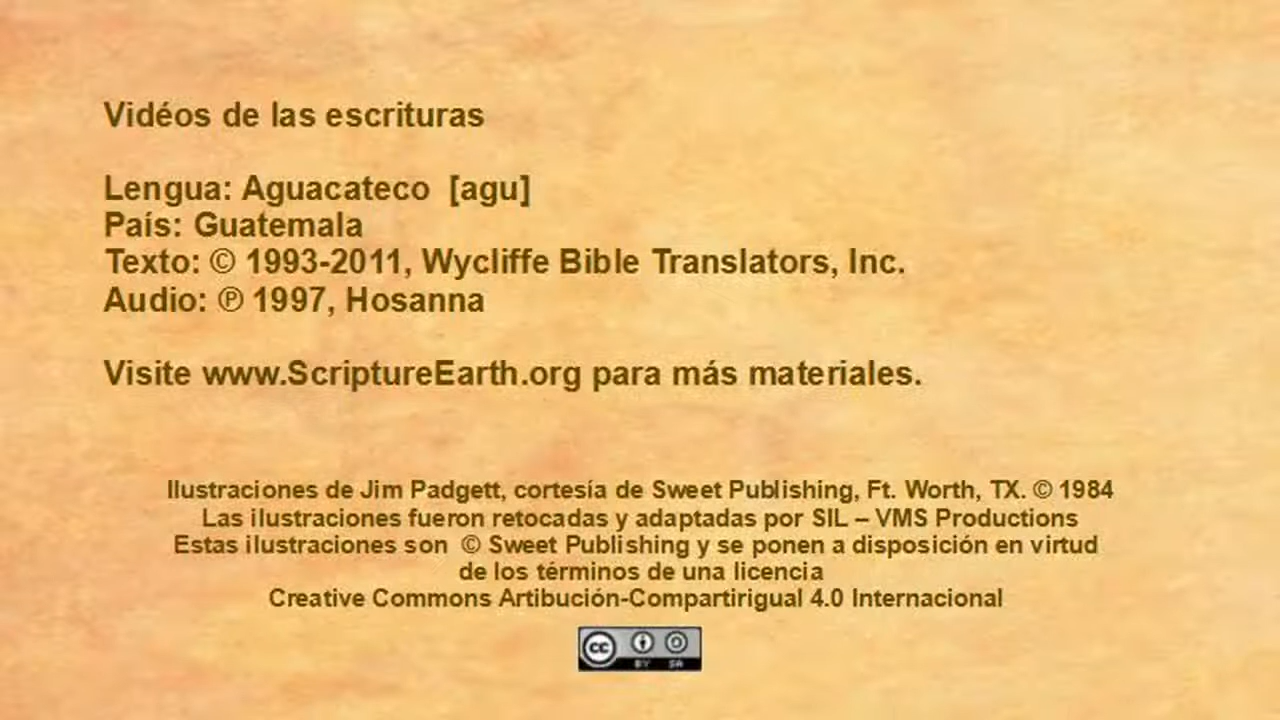 Vidéos de las escrituras
Lengua: Aguacateco [agu]
País: Guatemala
Texto: © 1993-2011, Wycliffe Bible Translators, Inc.
Audio: ℗ 1997, Hosanna
Visite www.ScriptureEarth.org para más materiales.
Ilustraciones de Jim Padgett, cortesía de Sweet Publishing, Ft. Worth, TX. © 1984
Las ilustraciones fueron retocadas y adaptadas por SIL – VMS Productions
Estas ilustraciones son © Sweet Publishing y se ponen a disposición en virtud
de los términos de una licencia
Creative Commons Artibución-Compartirigual 4.0 Internacional
cc BY SA